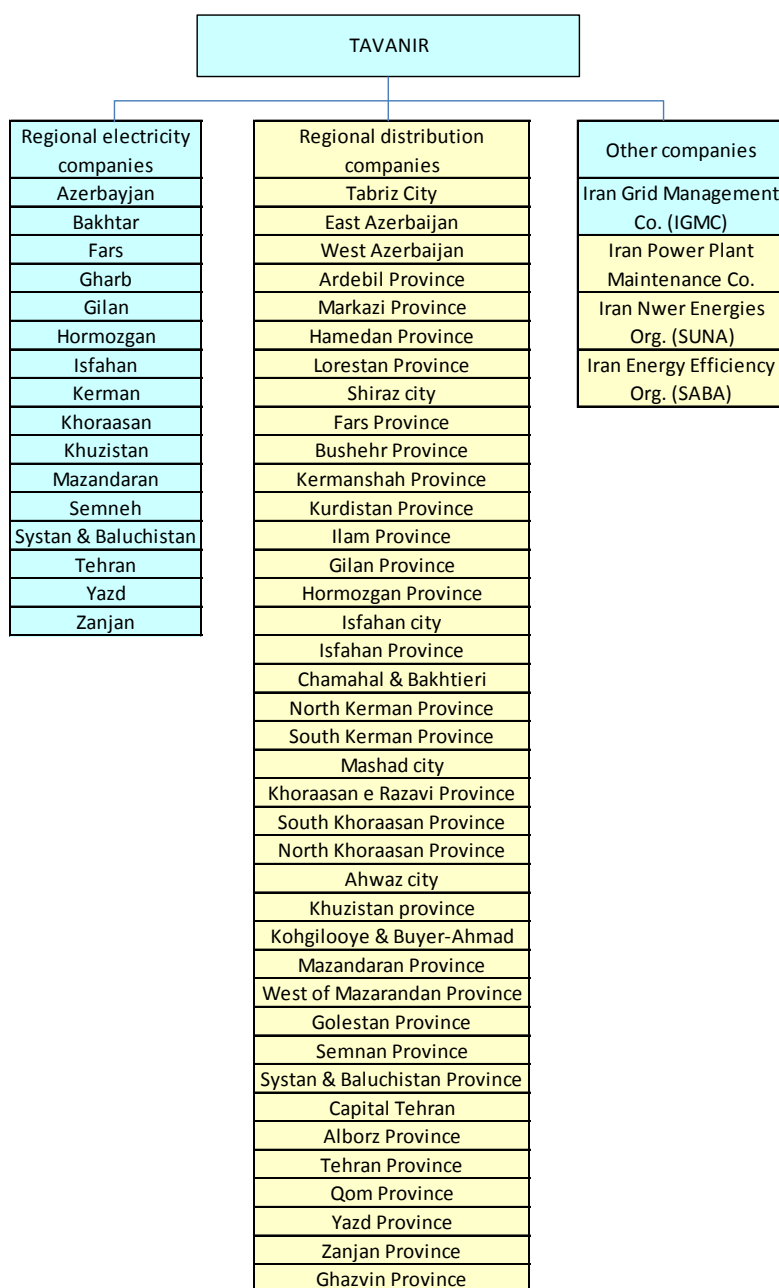 TAVANIR
Regional electricity
companies
Azerbayjan
Bakhtar
Fars
Gharb
Gilan
Hormozgan
Isfahan
Kerman
Khoraasan
Khuzistan
Mazandaran
Semneh
Systan & Baluchistan
Tehran
Yazd
Zanjan
Regional distribution
companies
Tabriz City
East Azerbaijan
West Azerbaijan
Ardebil Province
Markazi Province
Hamedan Province
Lorestan Province
Shiraz city
Fars Province
Bushehr Province
Kermanshah Province
Kurdistan Province
Ilam Province
Gilan Province
Hormozgan Province
Isfahan city
Isfahan Province
Chamahal & Bakhtieri
North Kerman Province
South Kerman Province
Mashad city
Khoraasan e Razavi Province
South Khoraasan Province
North Khoraasan Province
Ahwaz city
Khuzistan province
Kohgilooye & Buyer-Ahmad
Mazandaran Province
West of Mazarandan Province
Golestan Province
Semnan Province
Systan & Baluchistan Province
Capital Tehran
Alborz Province
Tehran Province
Qom Province
Yazd Province
Zanjan Province
Ghazvin Province
Other companies
Iran Grid Management
Co. (IGMC)
Iran Power Plant
Maintenance Co.
Iran Nwer Energies
Org. (SUNA)
Iran Energy Efficiency
Org. (SABA)